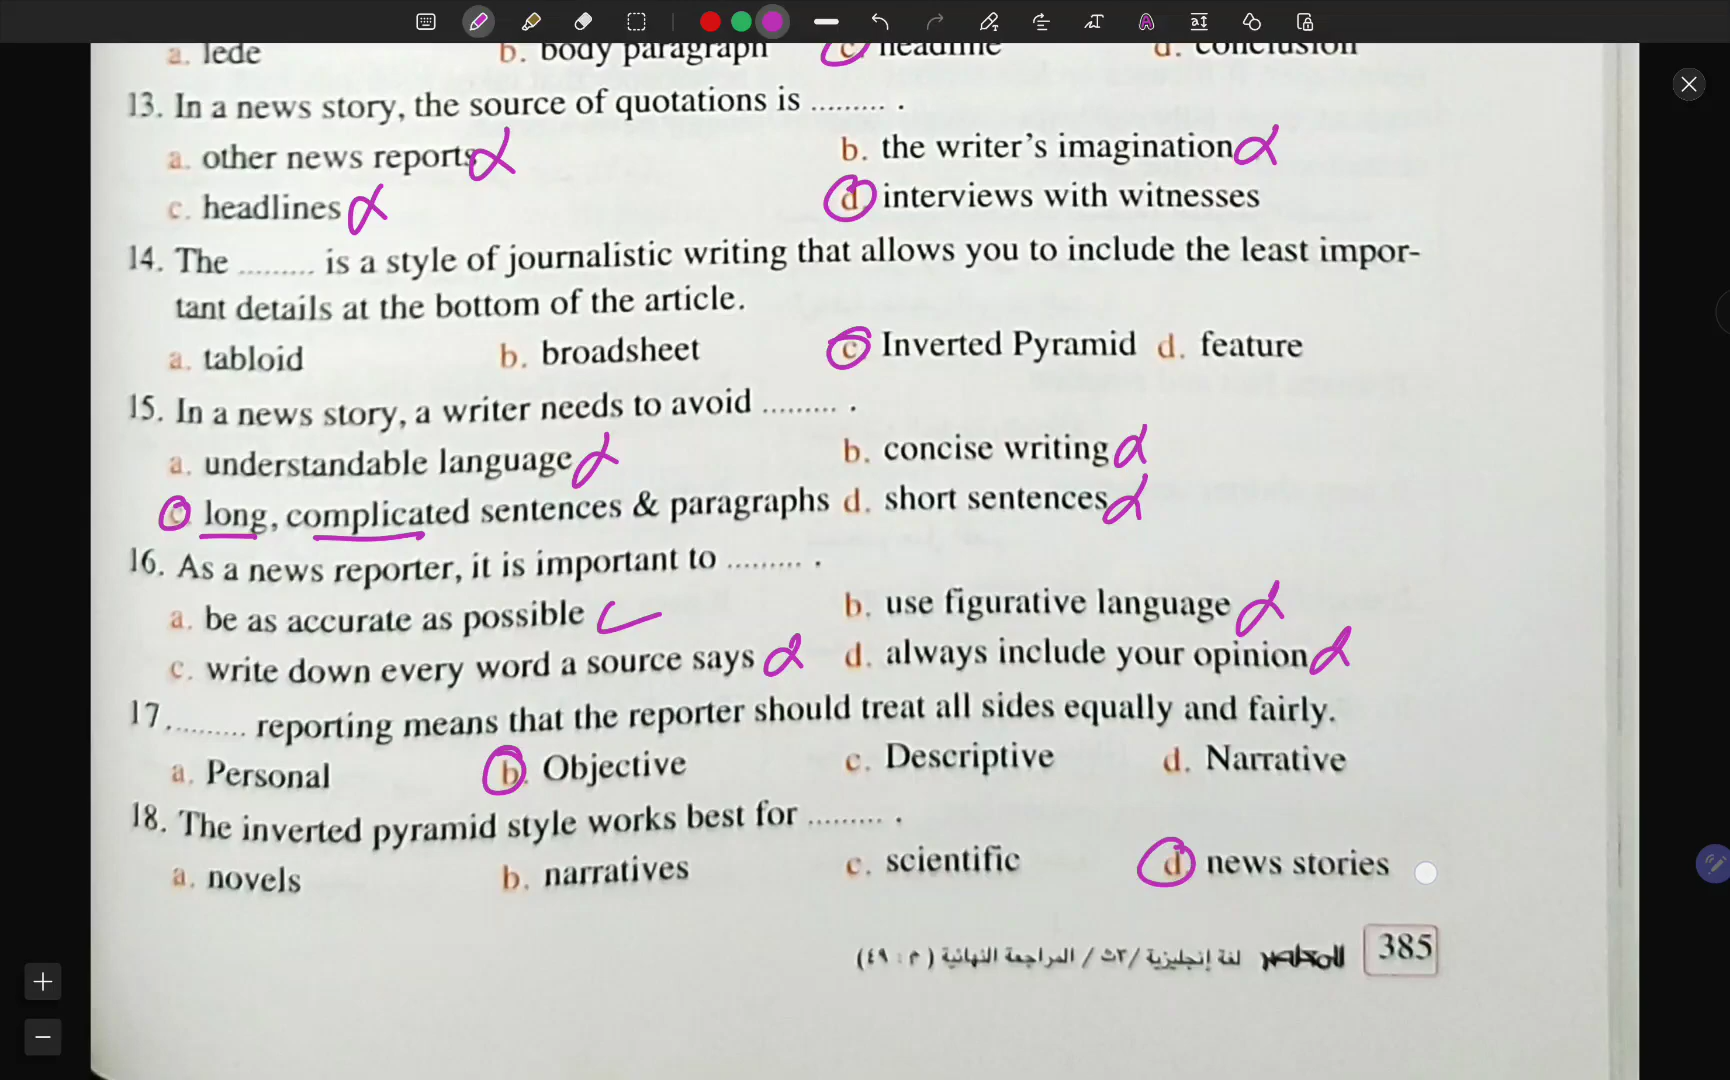 a. lede b. body paragraph c. headline d. conclusion
13. In a news story, the source of quotations is ......... .
a. other news reports b. the writer's imagination
c. headlines d. interviews with witnesses
14. The ......... is a style of journalistic writing that allows you to include the least impor-
tant details at the bottom of the article.
a. tabloid b. broadsheet c. Inverted Pyramid d. feature
15. In a news story, a writer needs to avoid ......... .
a. understandable language b. concise writing
c. long, complicated sentences & paragraphs d. short sentences
16. As a news reporter, it is important to ......... .
a. be as accurate as possible b. use figurative language
c. write down every word a source says d. always include your opinion
17. ......... reporting means that the reporter should treat all sides equally and fairly.
a. Personal b. Objective c. Descriptive d. Narrative
18. The inverted pyramid style works best for ......... .
a. novels b. narratives c. scientific d. news stories
المعاصر لغة إنجليزية /٣ث / المراجعة النهائية ( م : ٤٩) 385